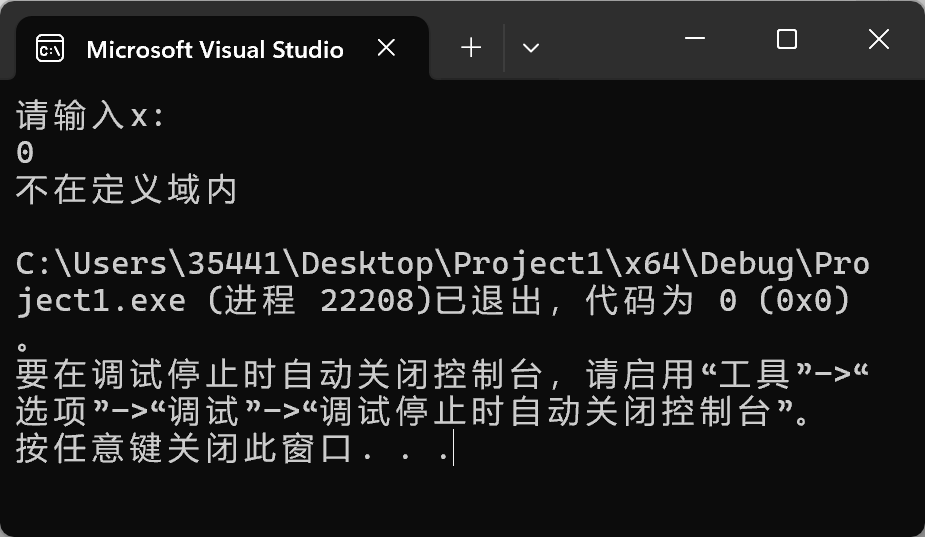 Microsoft Visual Studio
请输入x:
0
不在定义域内
C:\Users\35441\Desktop\Project1\x64\Debug\Pro
ject1.exe (进程 22208)已退出，代码为 0 (0x0)
。
要在调试停止时自动关闭控制台，请启用“工具”->“
选项”->“调试”->“调试停止时自动关闭控制台”。
按任意键关闭此窗口. . .